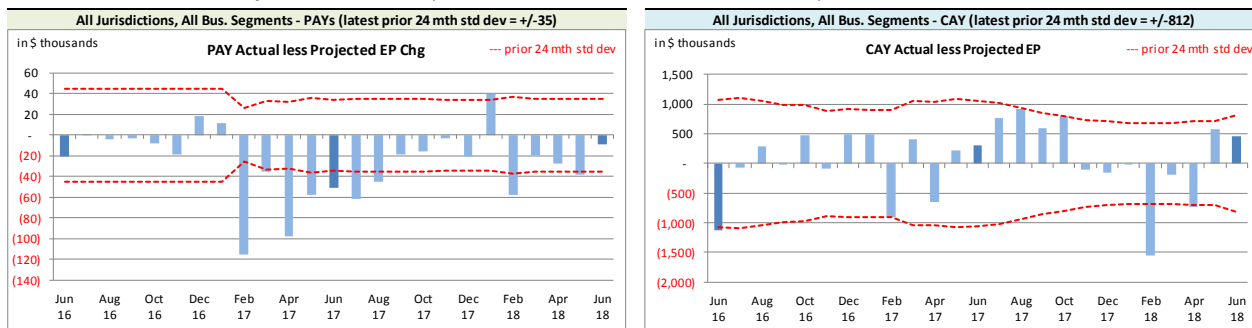 All Jurisdictions, All Bus. Segments - PAYs (latest prior 24 mth std dev = +/-35)
in $ thousands
PAY Actual less Projected EP Chg
--- prior 24 mth std dev
60
40
20
-
(20)
(40)
(60)
(80)
(100)
(120)
(140)
Jun Aug Oct Dec Feb Apr Jun Aug Oct Dec Feb Apr Jun
16 16 16 16 17 17 17 17 17 17 18 18 18
All Jurisdictions, All Bus. Segments - CAY (latest prior 24 mth std dev = +/-812)
in $ thousands
CAY Actual less Projected EP
--- prior 24 mth std dev
1,500
1,000
500
-
(500)
(1,000)
(1,500)
(2,000)
Jun Aug Oct Dec Feb Apr Jun Aug Oct Dec Feb Apr Jun
16 16 16 16 17 17 17 17 17 17 18 18 18